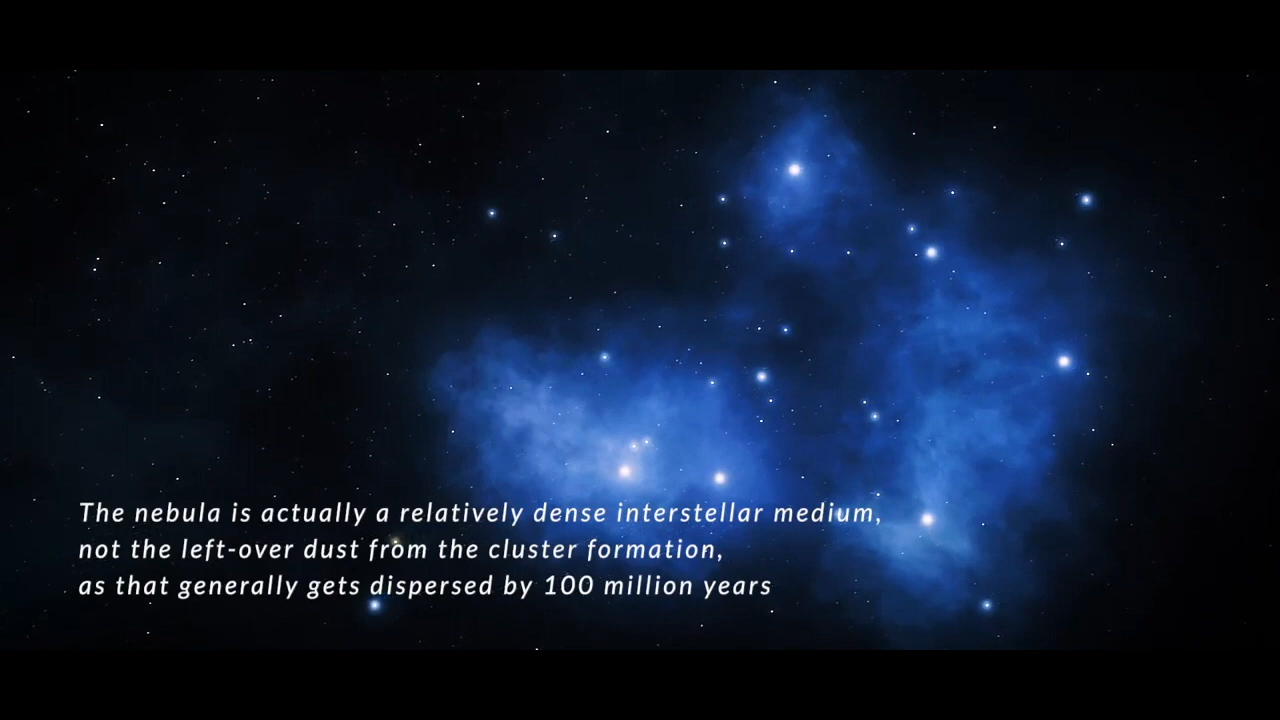 The nebula is actually a relatively dense interstellar medium,
not the left-over dust from the cluster formation,
as that generally gets dispersed by 100 million years